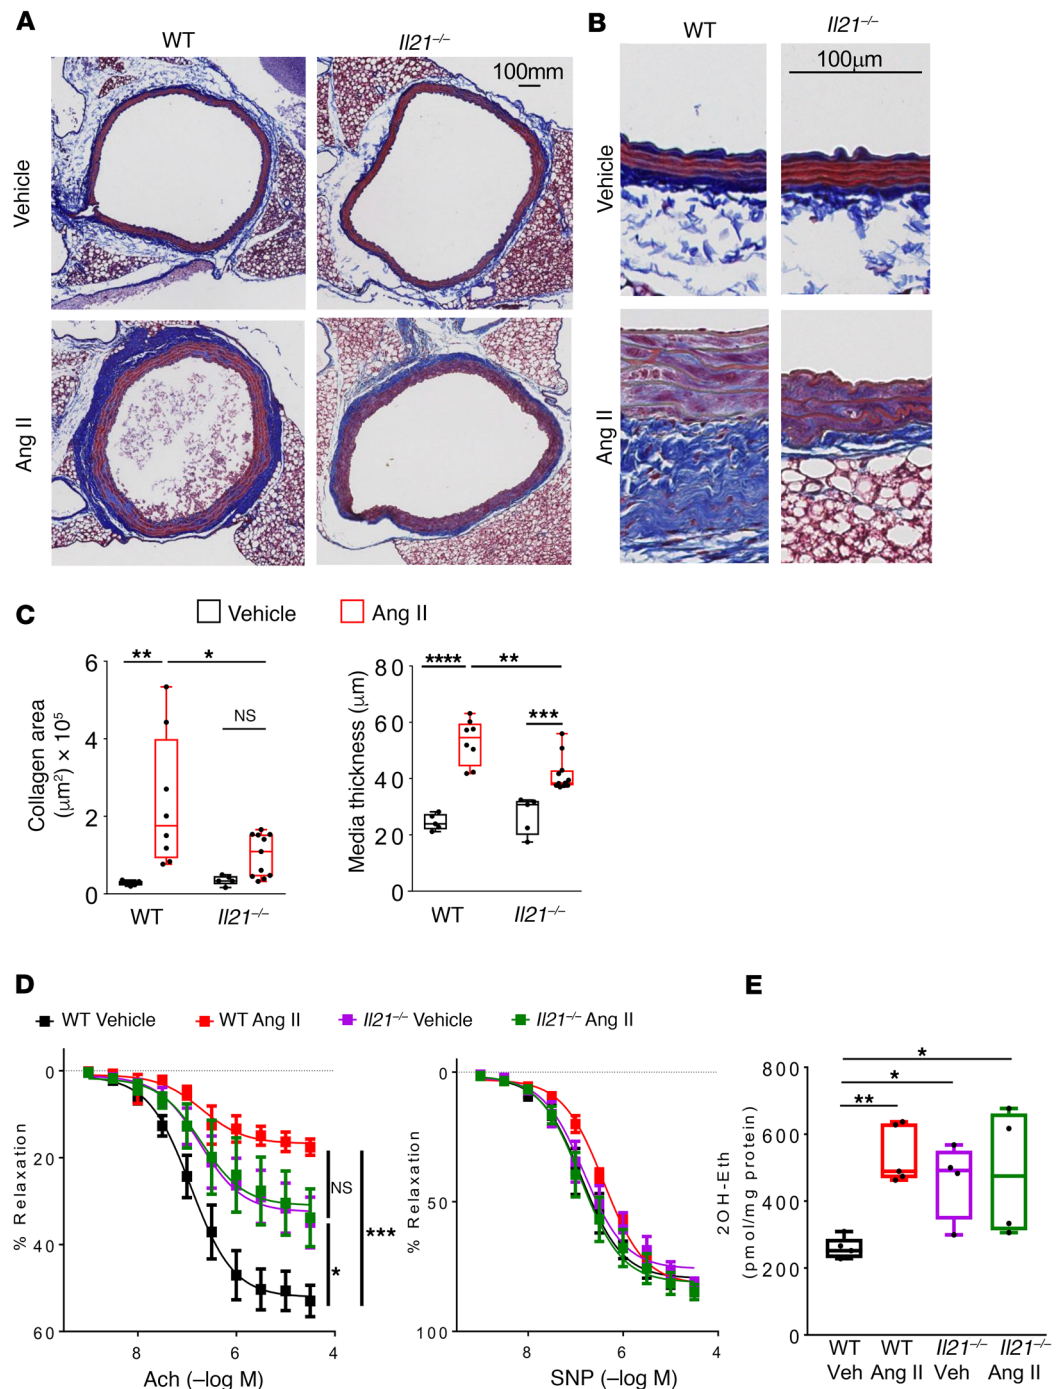 A
B
WT
Il21–/–
WT
Il21–/–
100mm
100μm
Vehicle
Vehicle
Ang II
Ang II
C
Vehicle
Ang II
6
4
2
0
Collagen area
(μm²) × 10⁵
**
*
NS
WT
Il21–/–
80
60
40
20
0
Media thickness (μm)
****
**
***
WT
Il21–/–
D
WT Vehicle
WT Ang II
Il21–/– Vehicle
Il21–/– Ang II
0
20
40
60
% Relaxation
NS
*
***
8
6
4
Ach (–log M)
0
50
100
% Relaxation
8
6
4
SNP (–log M)
E
800
600
400
200
0
2OH-Eth
(pmol/mg protein)
*
*
**
WT
Veh
WT
Ang II
Il21–/–
Veh
Il21–/–
Ang II